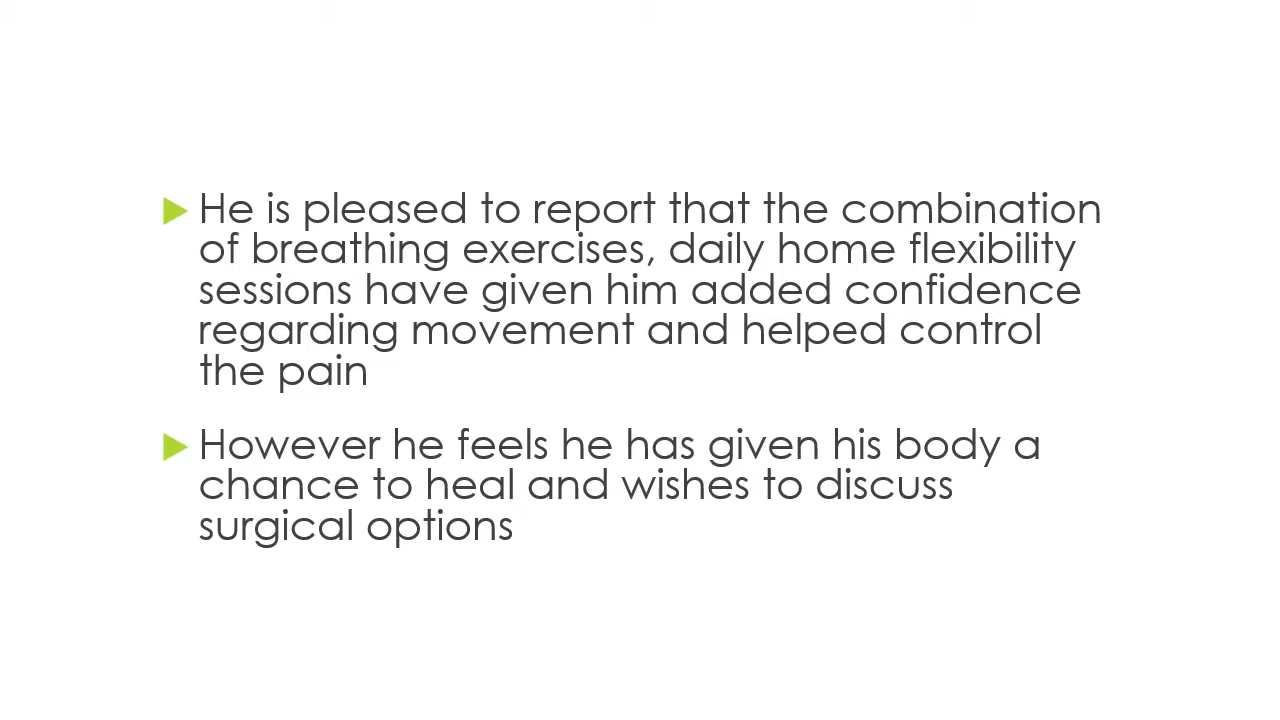 He is pleased to report that the combination
of breathing exercises, daily home flexibility
sessions have given him added confidence
regarding movement and helped control
the pain
However he feels he has given his body a
chance to heal and wishes to discuss
surgical options